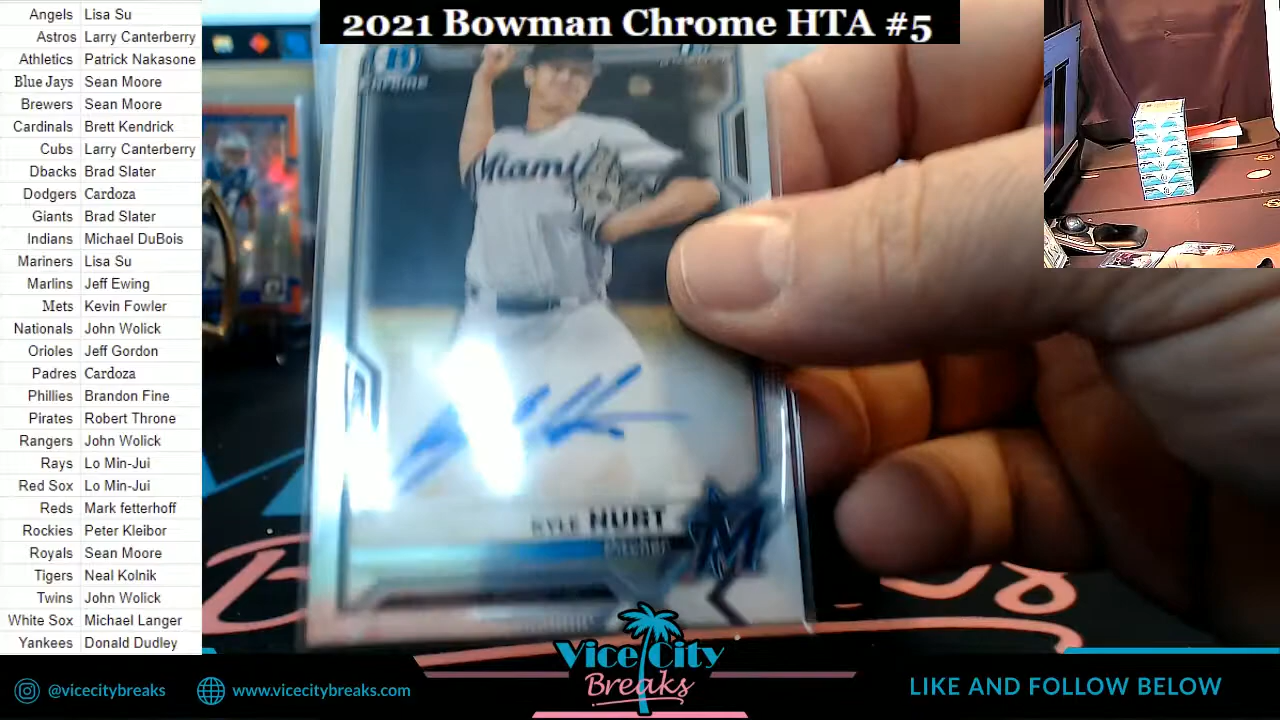 2021 Bowman Chrome HTA #5
Angels Lisa Su
Astros Larry Canterberry
Athletics Patrick Nakasone
Blue Jays Sean Moore
Brewers Sean Moore
Cardinals Brett Kendrick
Cubs Larry Canterberry
Dbacks Brad Slater
Dodgers Cardoza
Giants Brad Slater
Indians Michael DuBois
Mariners Lisa Su
Marlins Jeff Ewing
Mets Kevin Fowler
Nationals John Wolick
Orioles Jeff Gordon
Padres Cardoza
Phillies Brandon Fine
Pirates Robert Throne
Rangers John Wolick
Rays Lo Min-Jui
Red Sox Lo Min-Jui
Reds Mark fetterhoff
Rockies Peter Kleibor
Royals Sean Moore
Tigers Neal Kolnik
Twins John Wolick
White Sox Michael Langer
Yankees Donald Dudley
Miami
KYLE HURT
Pitcher
M
Vice City
Breaks
@vicecitybreaks
www.vicecitybreaks.com
LIKE AND FOLLOW BELOW